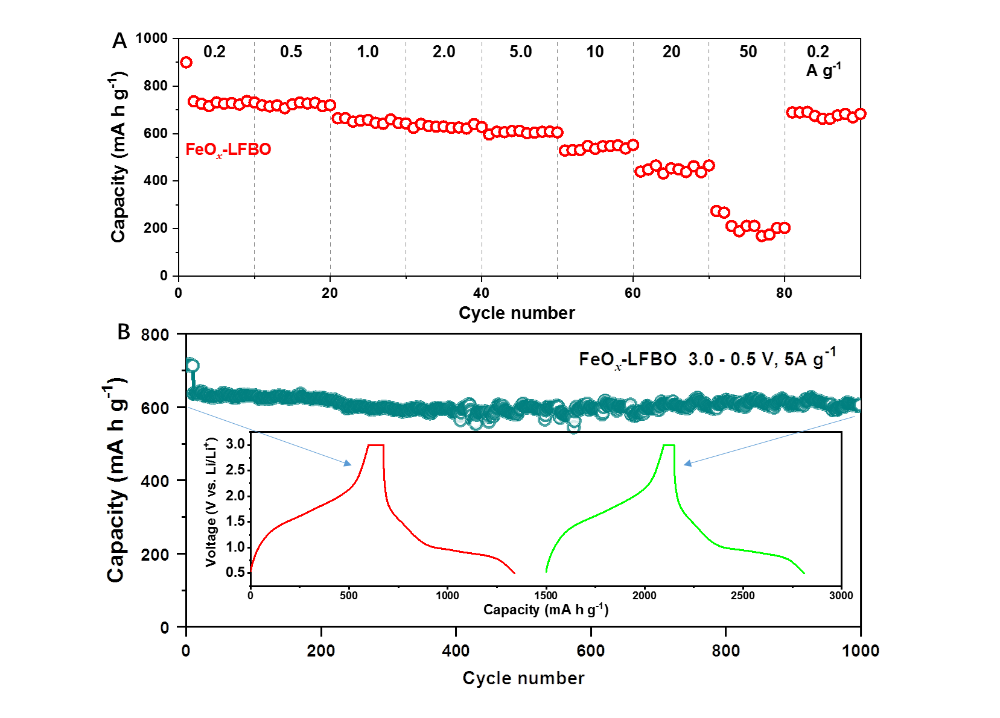 A
1000
800
600
400
200
0
Capacity (mA h g⁻¹)
0.2 0.5 1.0 2.0 5.0 10 20 50 0.2
A g⁻¹
FeOₓ-LFBO
0 20 40 60 80
Cycle number
B
800
600
400
200
0
Capacity (mA h g⁻¹)
FeOₓ-LFBO 3.0 - 0.5 V, 5A g⁻¹
Voltage (V vs. Li/Li⁺)
3.0
2.5
2.0
1.5
1.0
0.5
0 500 1000 1500 2000 2500 3000
Capacity (mA h g⁻¹)
0 200 400 600 800 1000
Cycle number